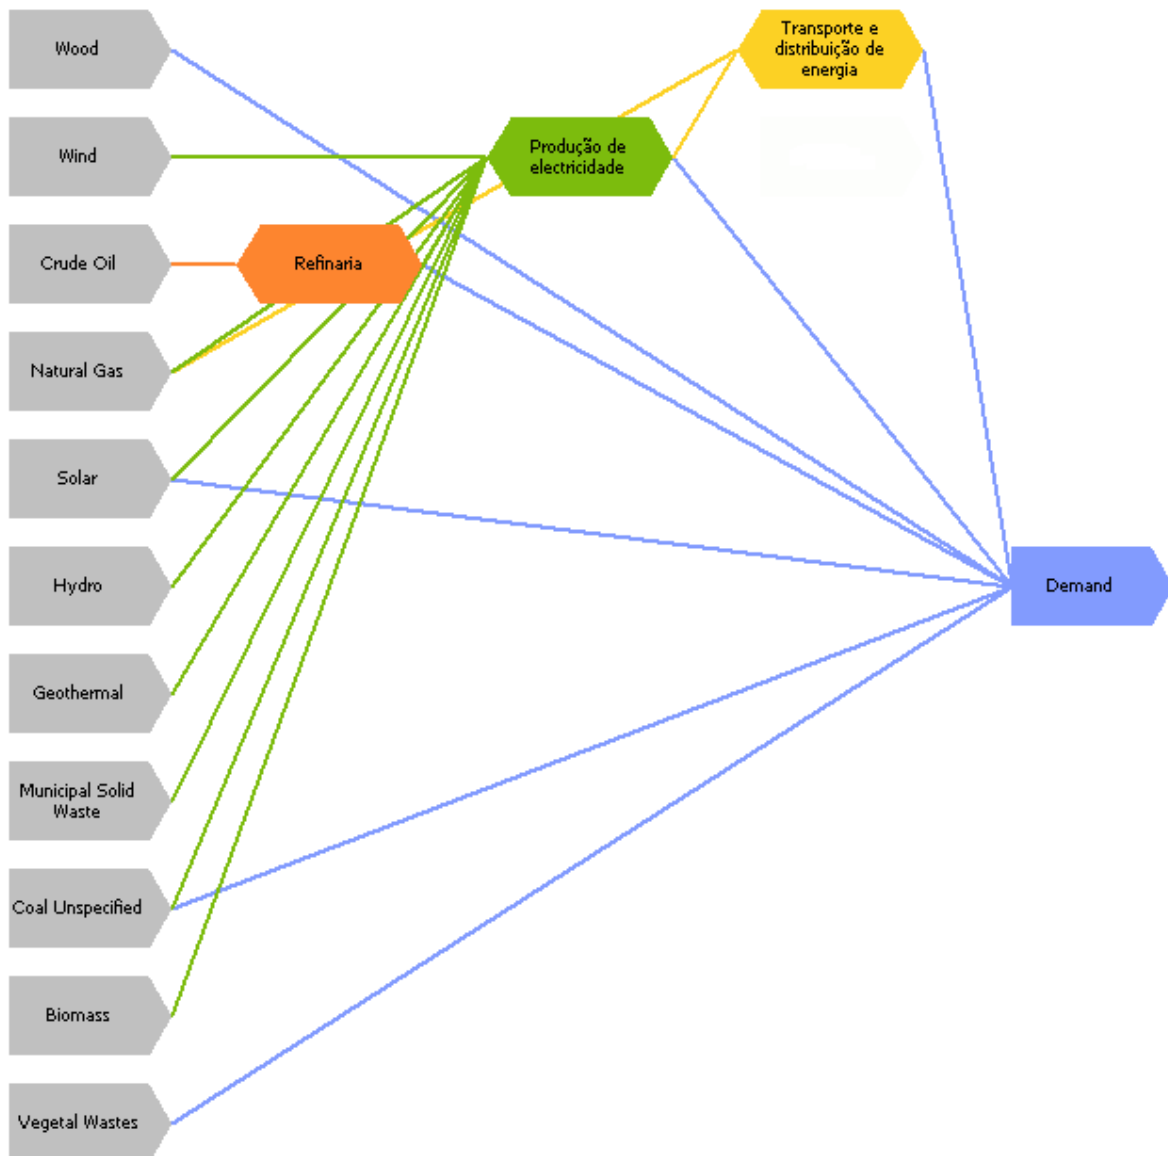 Wood
Transporte e
distribuição de
energia
Wind
Produção de
electricidade
Crude Oil
Refinaria
Natural Gas
Solar
Hydro
Demand
Geothermal
Municipal Solid
Waste
Coal Unspecified
Biomass
Vegetal Wastes